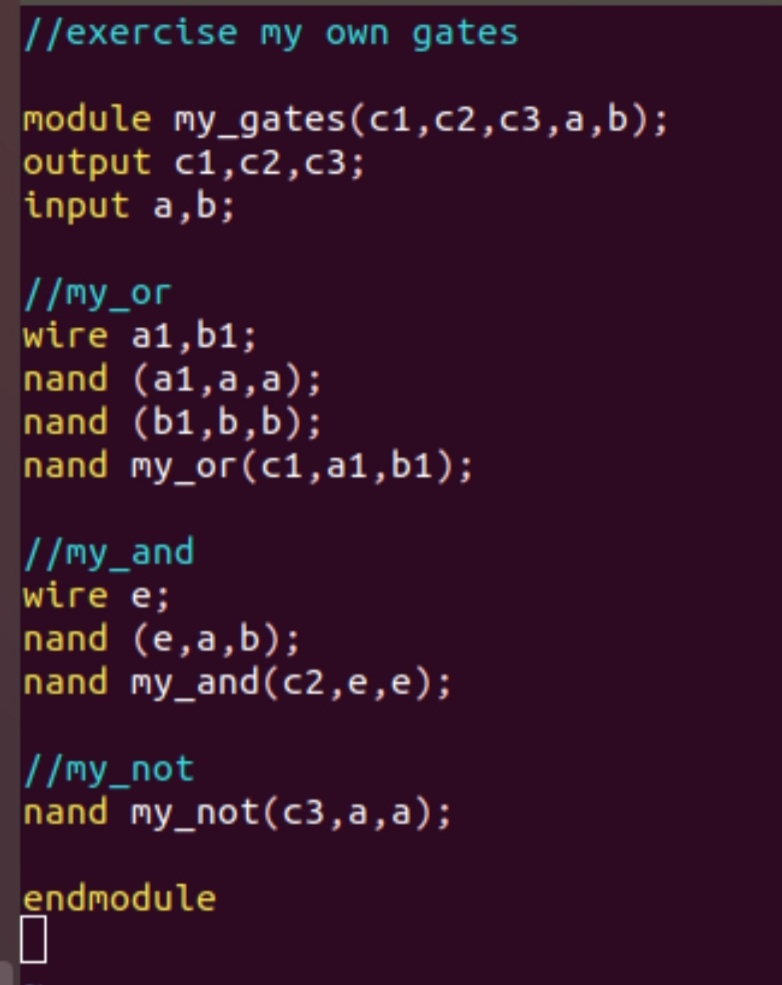 //exercise my own gates
module my_gates(c1,c2,c3,a,b);
output c1,c2,c3;
input a,b;
//my_or
wire a1,b1;
nand (a1,a,a);
nand (b1,b,b);
nand my_or(c1,a1,b1);
//my_and
wire e;
nand (e,a,b);
nand my_and(c2,e,e);
//my_not
nand my_not(c3,a,a);
endmodule